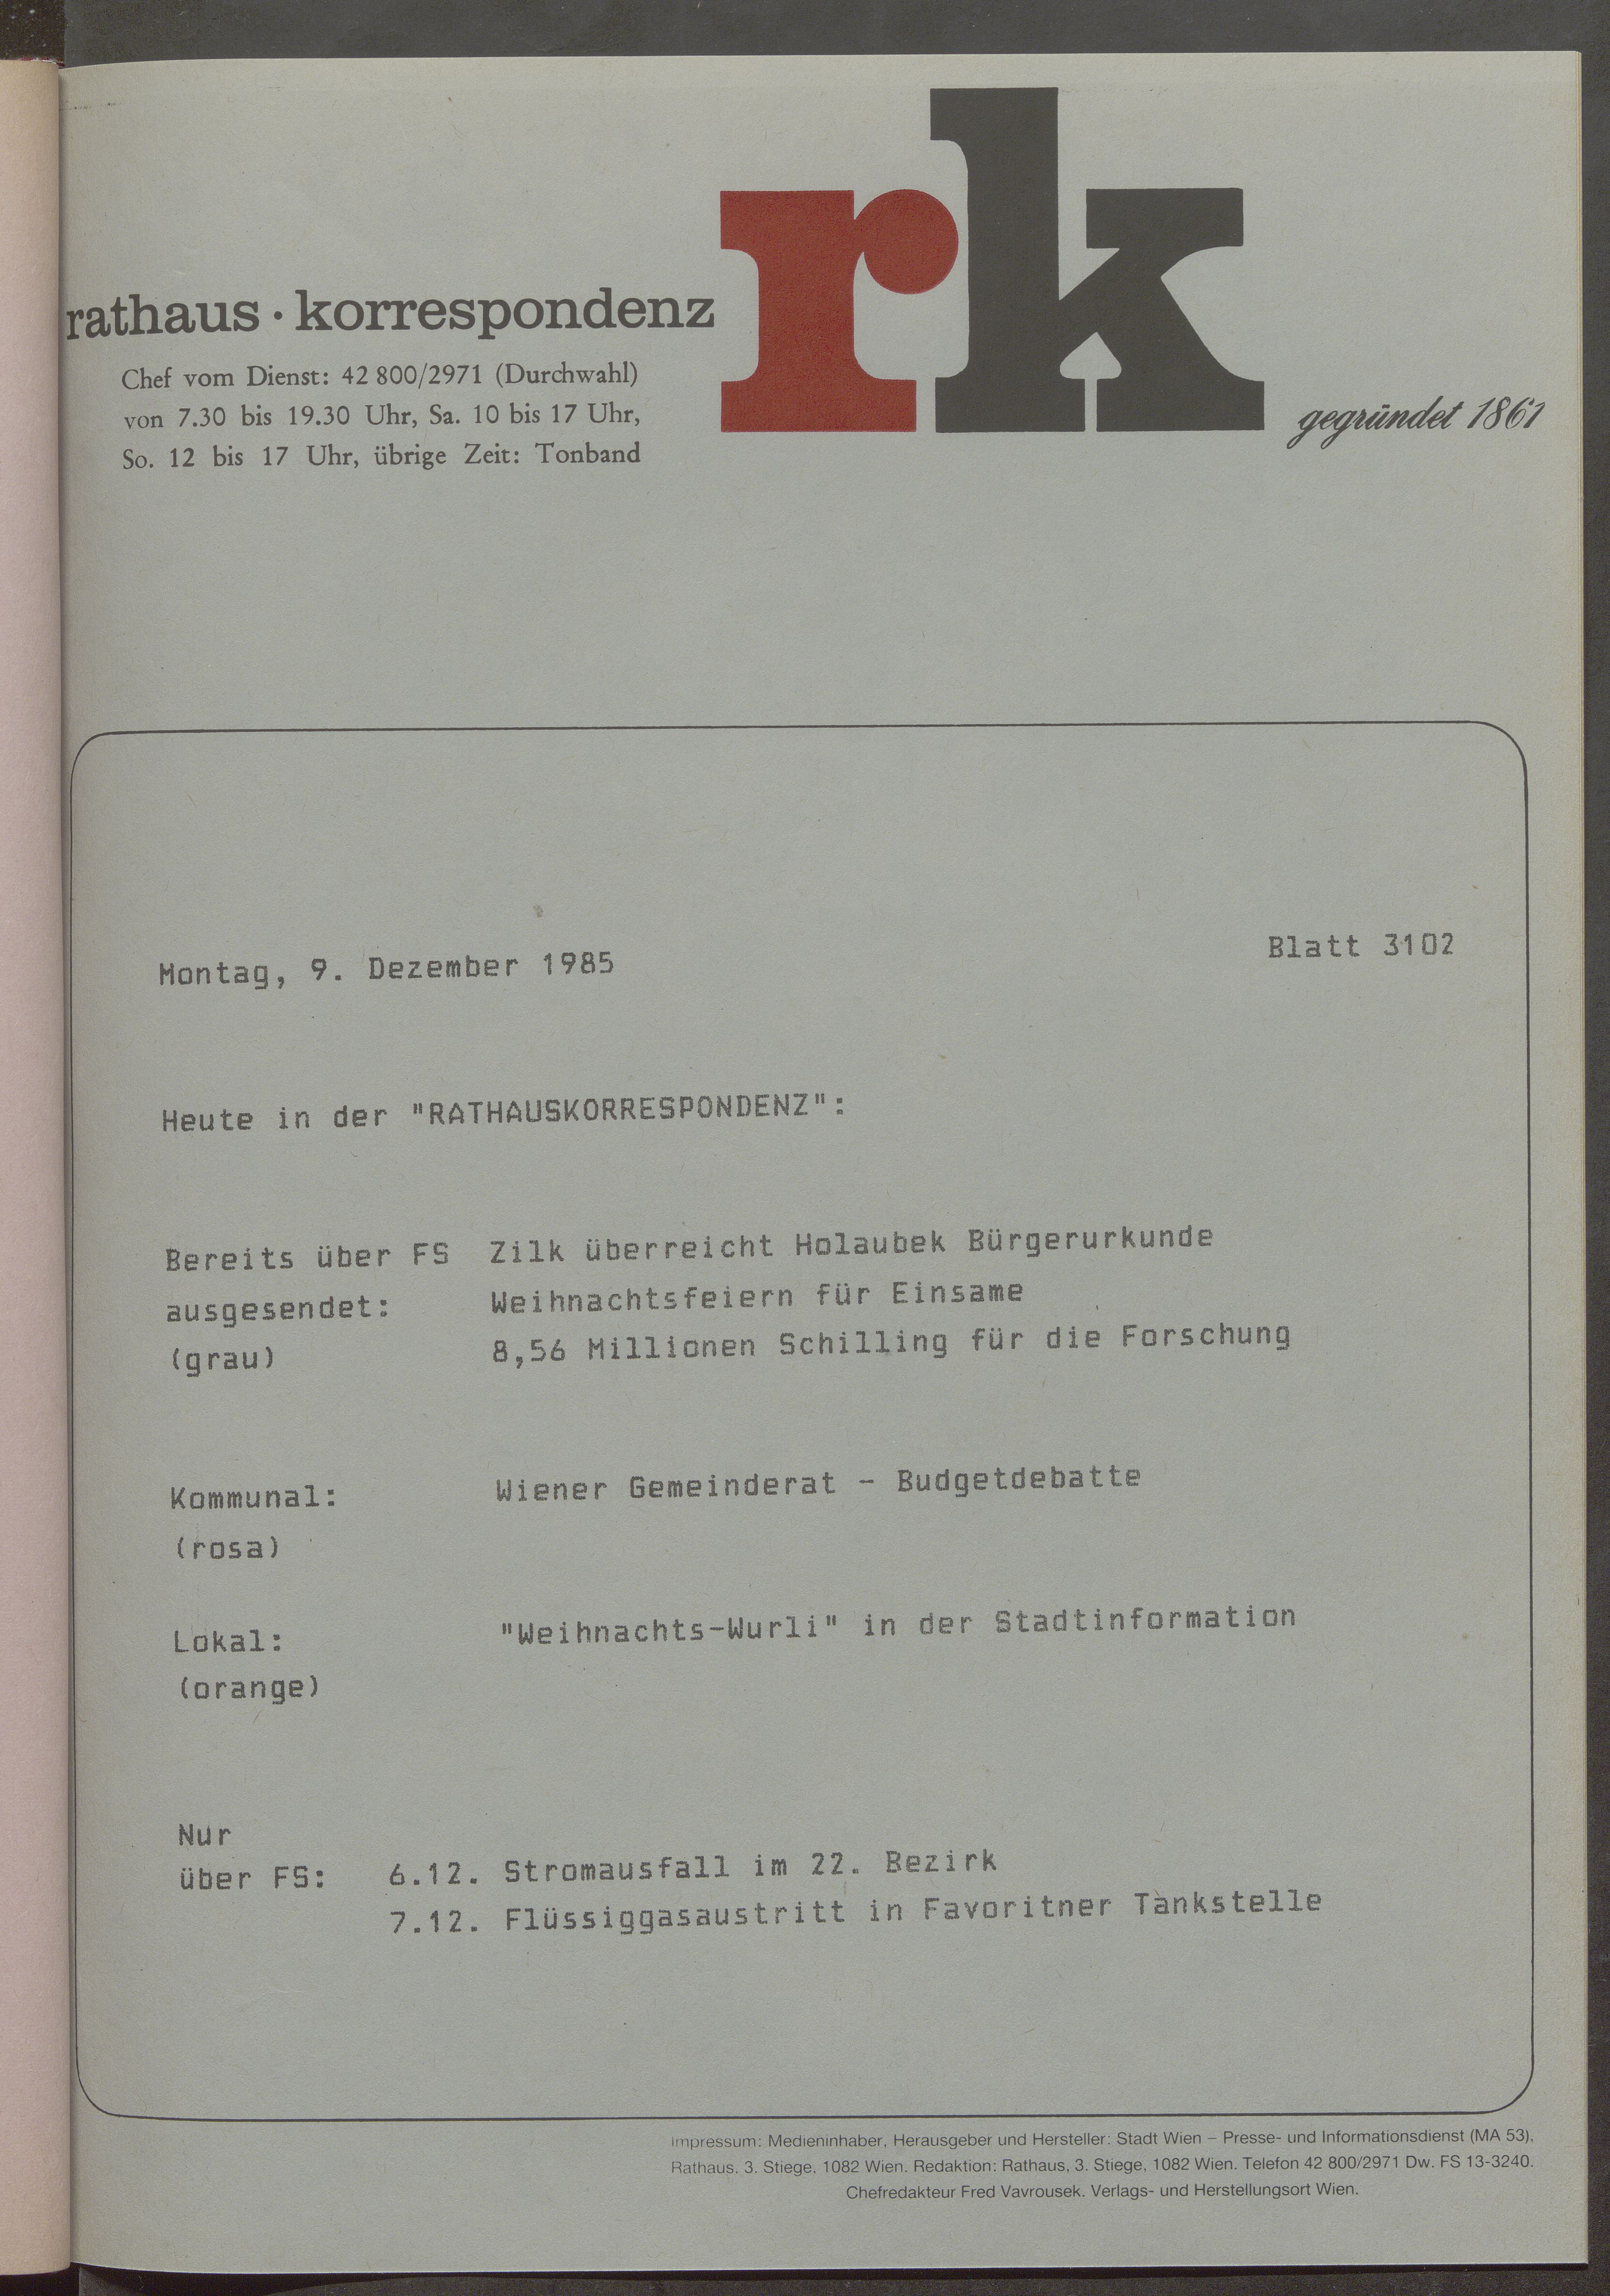 rk
rathaus · korrespondenz
Chef vom Dienst: 42 800/2971 (Durchwahl)
von 7.30 bis 19.30 Uhr, Sa. 10 bis 17 Uhr,
So. 12 bis 17 Uhr, übrige Zeit: Tonband
gegründet 1861
Montag, 9. Dezember 1985 Blatt 3102
Heute in der "RATHAUSKORRESPONDENZ":
Bereits über FS Zilk überreicht Holaubek Bürgerurkunde
ausgesendet: Weihnachtsfeiern für Einsame
(grau) 8,56 Millionen Schilling für die Forschung
Kommunal: Wiener Gemeinderat - Budgetdebatte
(rosa)
Lokal: "Weihnachts-Wurli" in der Stadtinformation
(orange)
Nur
über FS: 6.12. Stromausfall im 22. Bezirk
7.12. Flüssiggasaustritt in Favoritner Tankstelle
Impressum: Medieninhaber, Herausgeber und Hersteller: Stadt Wien – Presse- und Informationsdienst (MA 53),
Rathaus, 3. Stiege, 1082 Wien. Redaktion: Rathaus, 3. Stiege, 1082 Wien. Telefon 42 800/2971 Dw. FS 13-3240.
Chefredakteur Fred Vavrousek. Verlags- und Herstellungsort Wien.